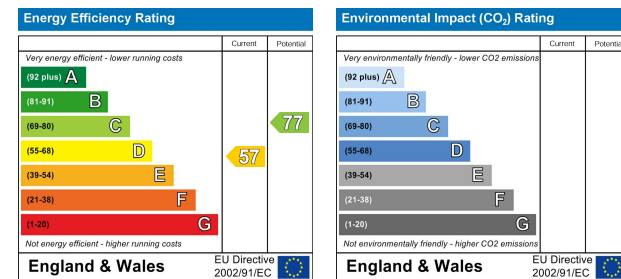 Energy Efficiency Rating
Current Potential
Very energy efficient - lower running costs
(92 plus) A
(81-91) B
(69-80) C
77
(55-68) D
57
(39-54) E
(21-38) F
(1-20) G
Not energy efficient - higher running costs
England & Wales
EU Directive
2002/91/EC
Environmental Impact (CO₂) Rating
Current Potential
Very environmentally friendly - lower CO2 emissions
(92 plus) A
(81-91) B
(69-80) C
(55-68) D
(39-54) E
(21-38) F
(1-20) G
Not environmentally friendly - higher CO2 emissions
England & Wales
EU Directive
2002/91/EC